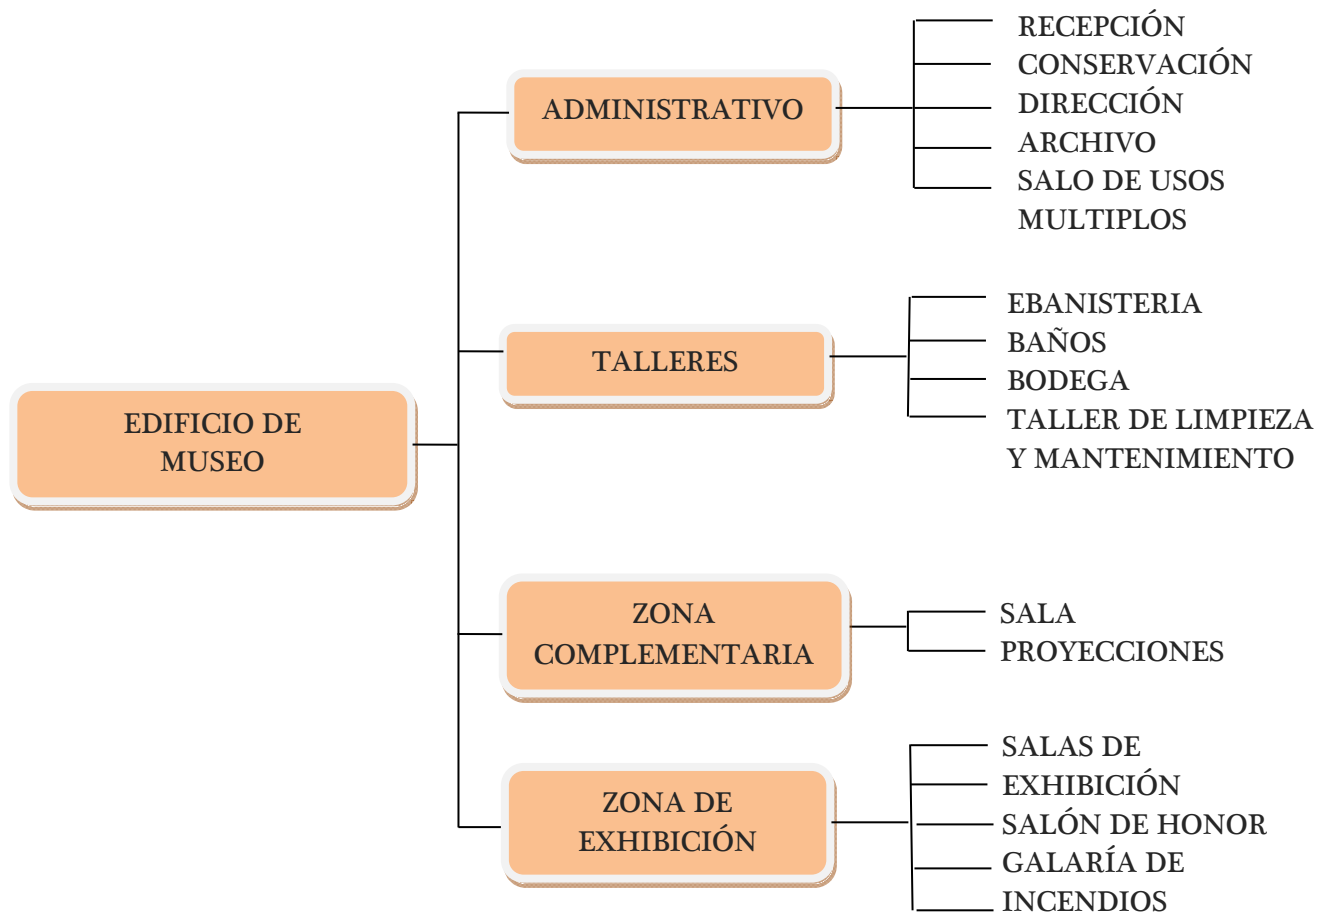 EDIFICIO DE
MUSEO
ADMINISTRATIVO
RECEPCIÓN
CONSERVACIÓN
DIRECCIÓN
ARCHIVO
SALO DE USOS
MULTIPLOS
TALLERES
EBANISTERIA
BAÑOS
BODEGA
TALLER DE LIMPIEZA
Y MANTENIMIENTO
ZONA
COMPLEMENTARIA
SALA
PROYECCIONES
ZONA DE
EXHIBICIÓN
SALAS DE
EXHIBICIÓN
SALÓN DE HONOR
GALARÍA DE
INCENDIOS